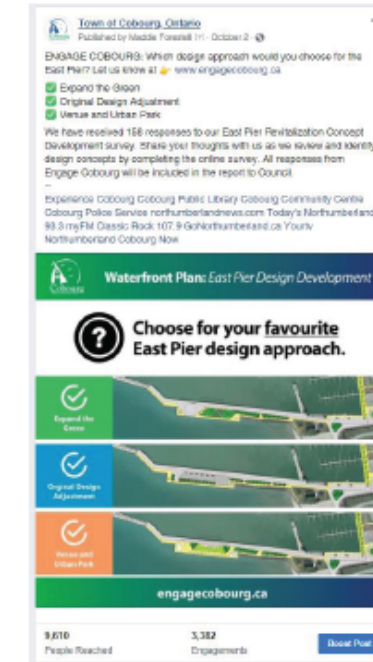 Town of Cobourg, Ontario
Published by Maddie Forestell · October 2 ·
ENGAGE COBOURG: Which design approach would you choose for the
East Pier? Let us know at 👉 www.engagecobourg.ca
✅ Expand the Green
✅ Original Design Adjustment
✅ Venue and Urban Park
We have received 158 responses to our East Pier Revitalization Concept
Development survey. Share your thoughts with us as we review and identify
design concepts by completing the online survey. All responses from
Engage Cobourg will be included in the report to Council.
--
Experience Cobourg Cobourg Public Library Cobourg Community Centre
Cobourg Police Service northumberlandnews.com Today's Northumberland
93.3 myFM Classic Rock 107.9 GoNorthumberland.ca
Northumberland Cobourg Now
Cobourg
Waterfront Plan: East Pier Design Development
?
Choose for your favourite
East Pier design approach.
Expand the
Green
Original Design
Adjustment
Venue and
Urban Park
engagecobourg.ca
9,610
People Reached
3,382
Engagements
Boost Post